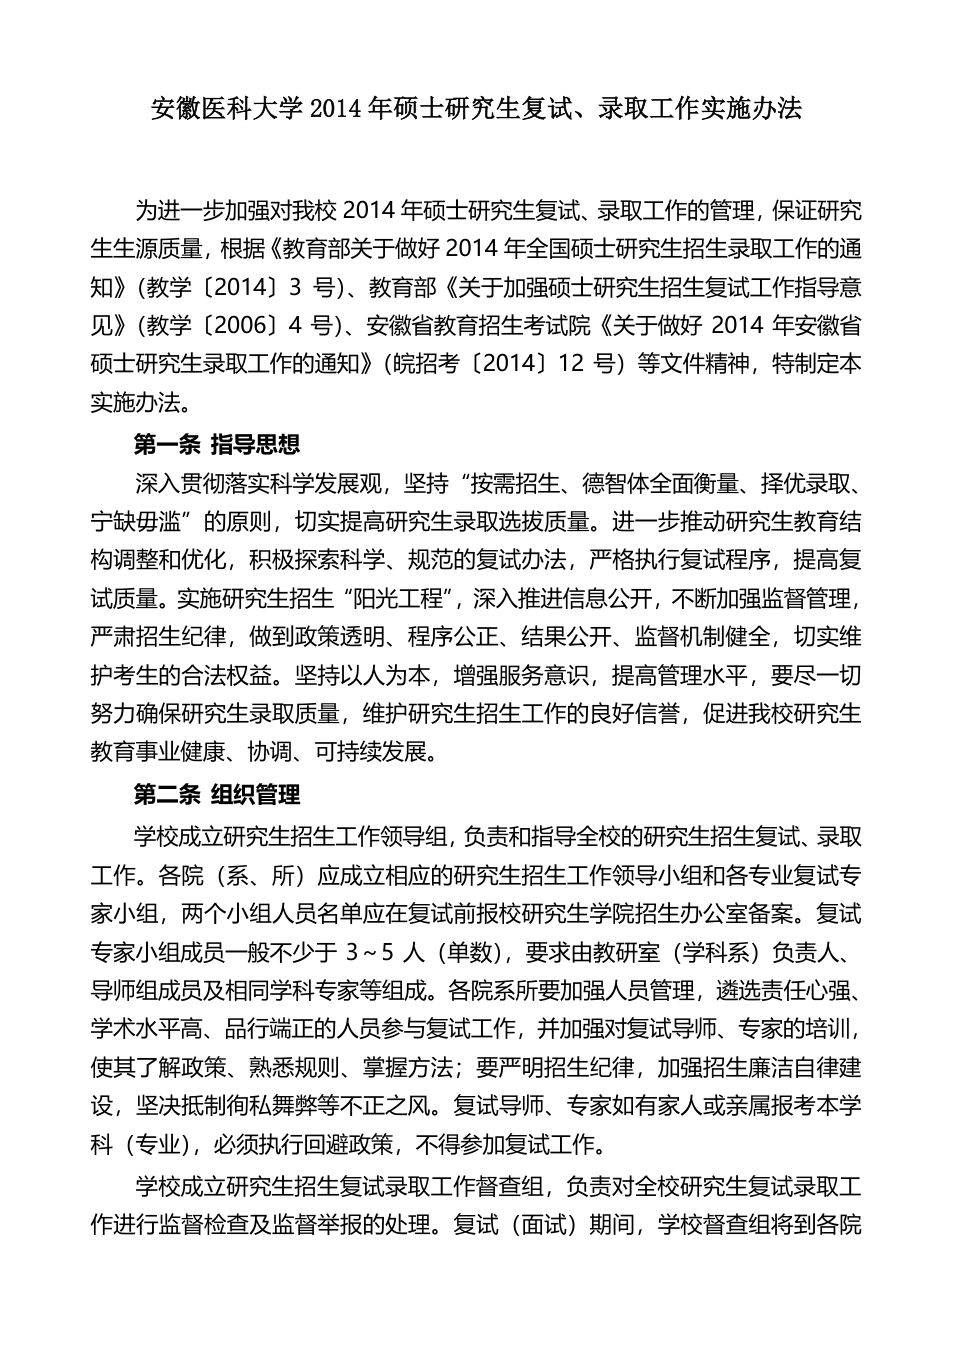 安徽医科大学 2014 年硕士研究生复试、录取工作实施办法
为进一步加强对我校 2014 年硕士研究生复试、录取工作的管理，保证研究
生生源质量，根据《教育部关于做好 2014 年全国硕士研究生招生录取工作的通
知》（教学〔2014〕3 号）、教育部《关于加强硕士研究生招生复试工作指导意
见》（教学〔2006〕4 号）、安徽省教育招生考试院《关于做好 2014 年安徽省
硕士研究生录取工作的通知》（皖招考〔2014〕12 号）等文件精神，特制定本
实施办法。
第一条 指导思想
深入贯彻落实科学发展观，坚持“按需招生、德智体全面衡量、择优录取、
宁缺毋滥”的原则，切实提高研究生录取选拔质量。进一步推动研究生教育结
构调整和优化，积极探索科学、规范的复试办法，严格执行复试程序，提高复
试质量。实施研究生招生“阳光工程”，深入推进信息公开，不断加强监督管理，
严肃招生纪律，做到政策透明、程序公正、结果公开、监督机制健全，切实维
护考生的合法权益。坚持以人为本，增强服务意识，提高管理水平，要尽一切
努力确保研究生录取质量，维护研究生招生工作的良好信誉，促进我校研究生
教育事业健康、协调、可持续发展。
第二条 组织管理
学校成立研究生招生工作领导组，负责和指导全校的研究生招生复试、录取
工作。各院（系、所）应成立相应的研究生招生工作领导小组和各专业复试专
家小组，两个小组人员名单应在复试前报校研究生学院招生办公室备案。复试
专家小组成员一般不少于 3～5 人（单数），要求由教研室（学科系）负责人、
导师组成员及相同学科专家等组成。各院系所要加强人员管理，遴选责任心强、
学术水平高、品行端正的人员参与复试工作，并加强对复试导师、专家的培训，
使其了解政策、熟悉规则、掌握方法；要严明招生纪律，加强招生廉洁自律建
设，坚决抵制徇私舞弊等不正之风。复试导师、专家如有家人或亲属报考本学
科（专业），必须执行回避政策，不得参加复试工作。
学校成立研究生招生复试录取工作督查组，负责对全校研究生复试录取工
作进行监督检查及监督举报的处理。复试（面试）期间，学校督查组将到各院